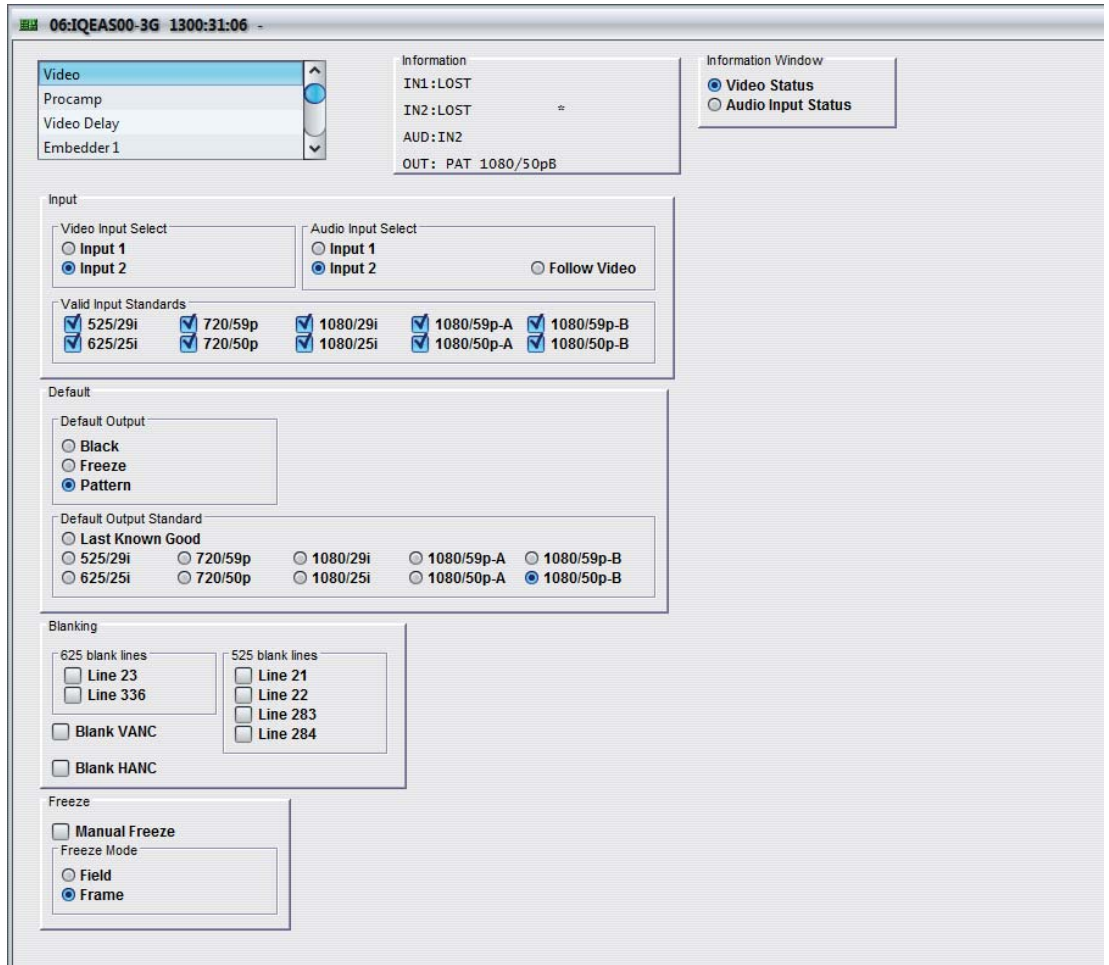 06:IQEAS00-3G 1300:31:06 -
Video
Procamp
Video Delay
Embedder 1
Information
IN1:LOST
IN2:LOST *
AUD:IN2
OUT: PAT 1080/50pB
Information Window
Video Status
Audio Input Status
Input
Video Input Select
Input 1
Input 2
Audio Input Select
Input 1
Input 2 Follow Video
Valid Input Standards
525/29i 720/59p 1080/29i 1080/59p-A 1080/59p-B
625/25i 720/50p 1080/25i 1080/50p-A 1080/50p-B
Default
Default Output
Black
Freeze
Pattern
Default Output Standard
Last Known Good
525/29i 720/59p 1080/29i 1080/59p-A 1080/59p-B
625/25i 720/50p 1080/25i 1080/50p-A 1080/50p-B
Blanking
625 blank lines
Line 23
Line 336
525 blank lines
Line 21
Line 22
Line 283
Line 284
Blank VANC
Blank HANC
Freeze
Manual Freeze
Freeze Mode
Field
Frame